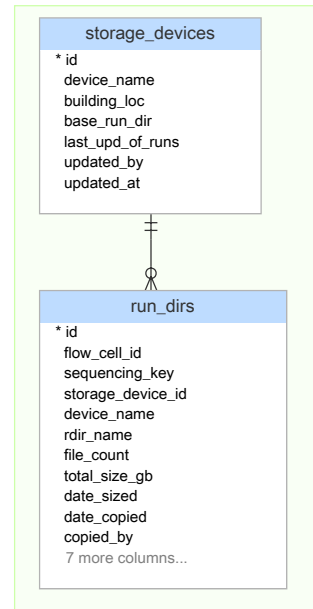 storage_devices
* id
device_name
building_loc
base_run_dir
last_upd_of_runs
updated_by
updated_at
run_dirs
* id
flow_cell_id
sequencing_key
storage_device_id
device_name
rdir_name
file_count
total_size_gb
date_sized
date_copied
copied_by
7 more columns...